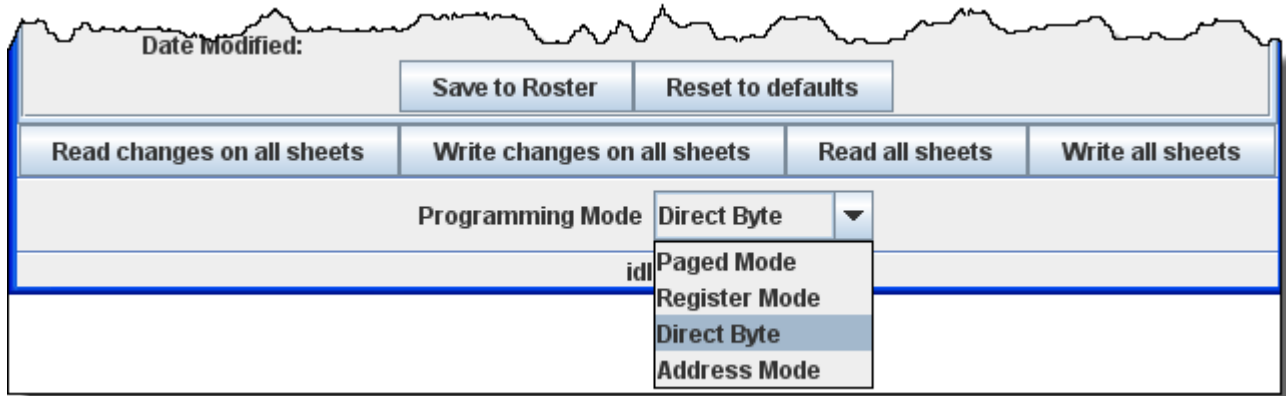 Date Modified:
Save to Roster Reset to defaults
Read changes on all sheets Write changes on all sheets Read all sheets Write all sheets
Programming Mode Direct Byte
idl
Paged Mode
Register Mode
Direct Byte
Address Mode